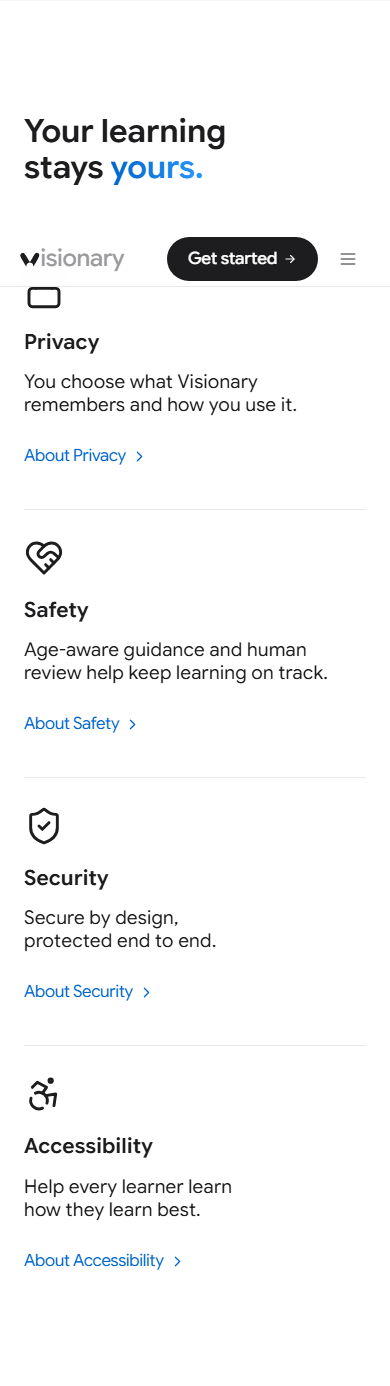 Your learning
stays yours.
visionary
Get started →
Privacy
You choose what Visionary
remembers and how you use it.
About Privacy >
Safety
Age-aware guidance and human
review help keep learning on track.
About Safety >
Security
Secure by design,
protected end to end.
About Security >
Accessibility
Help every learner learn
how they learn best.
About Accessibility >